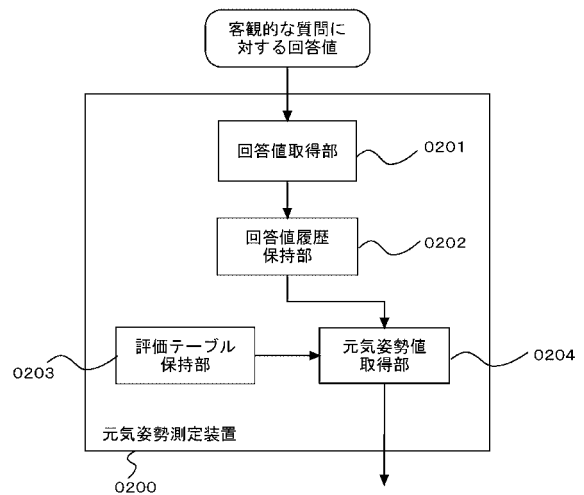 客観的な質問に
対する回答値
回答値取得部
0201
回答値履歴
保持部
0202
評価テーブル
保持部
0203
元気姿勢値
取得部
0204
元気姿勢測定装置
0200